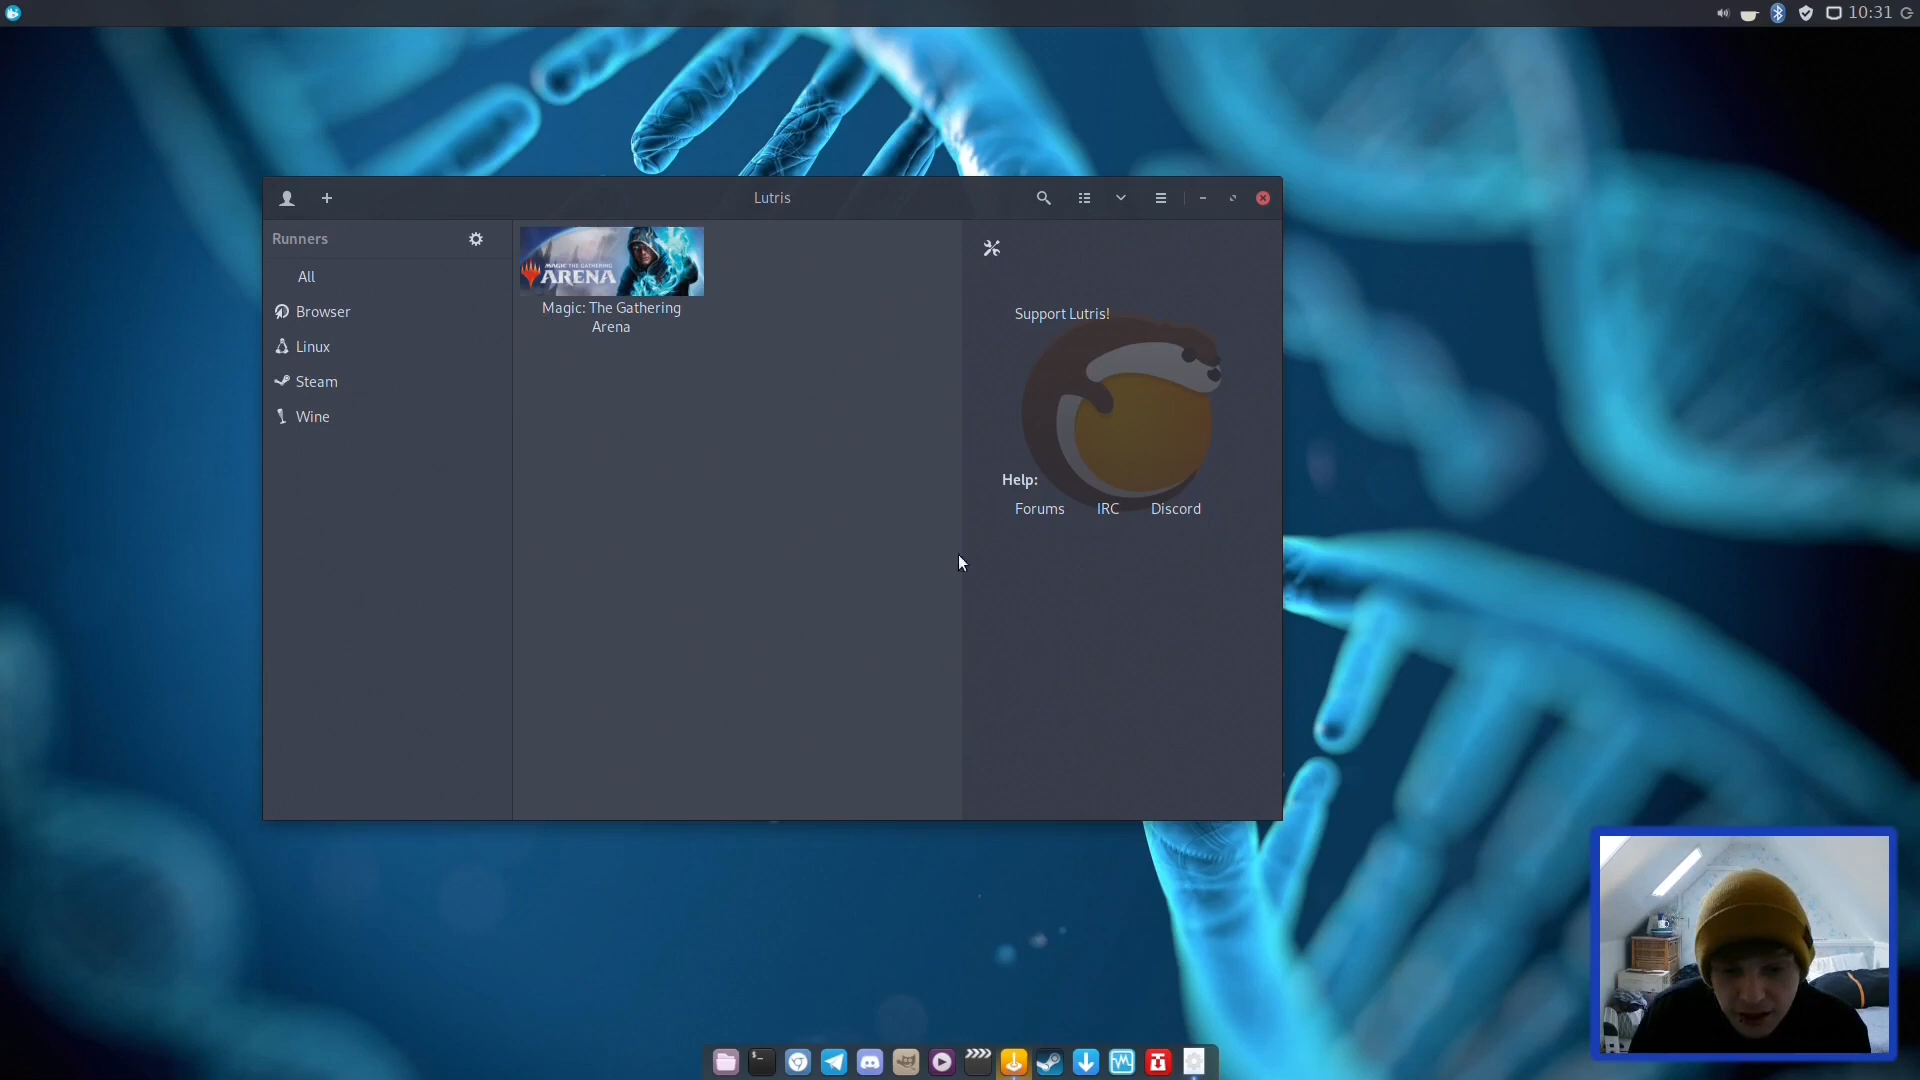 10:31
Lutris
Runners
All
Browser
Linux
Steam
Wine
MAGIC THE GATHERING
ARENA
Magic: The Gathering
Arena
Support Lutris!
Help:
Forums IRC Discord